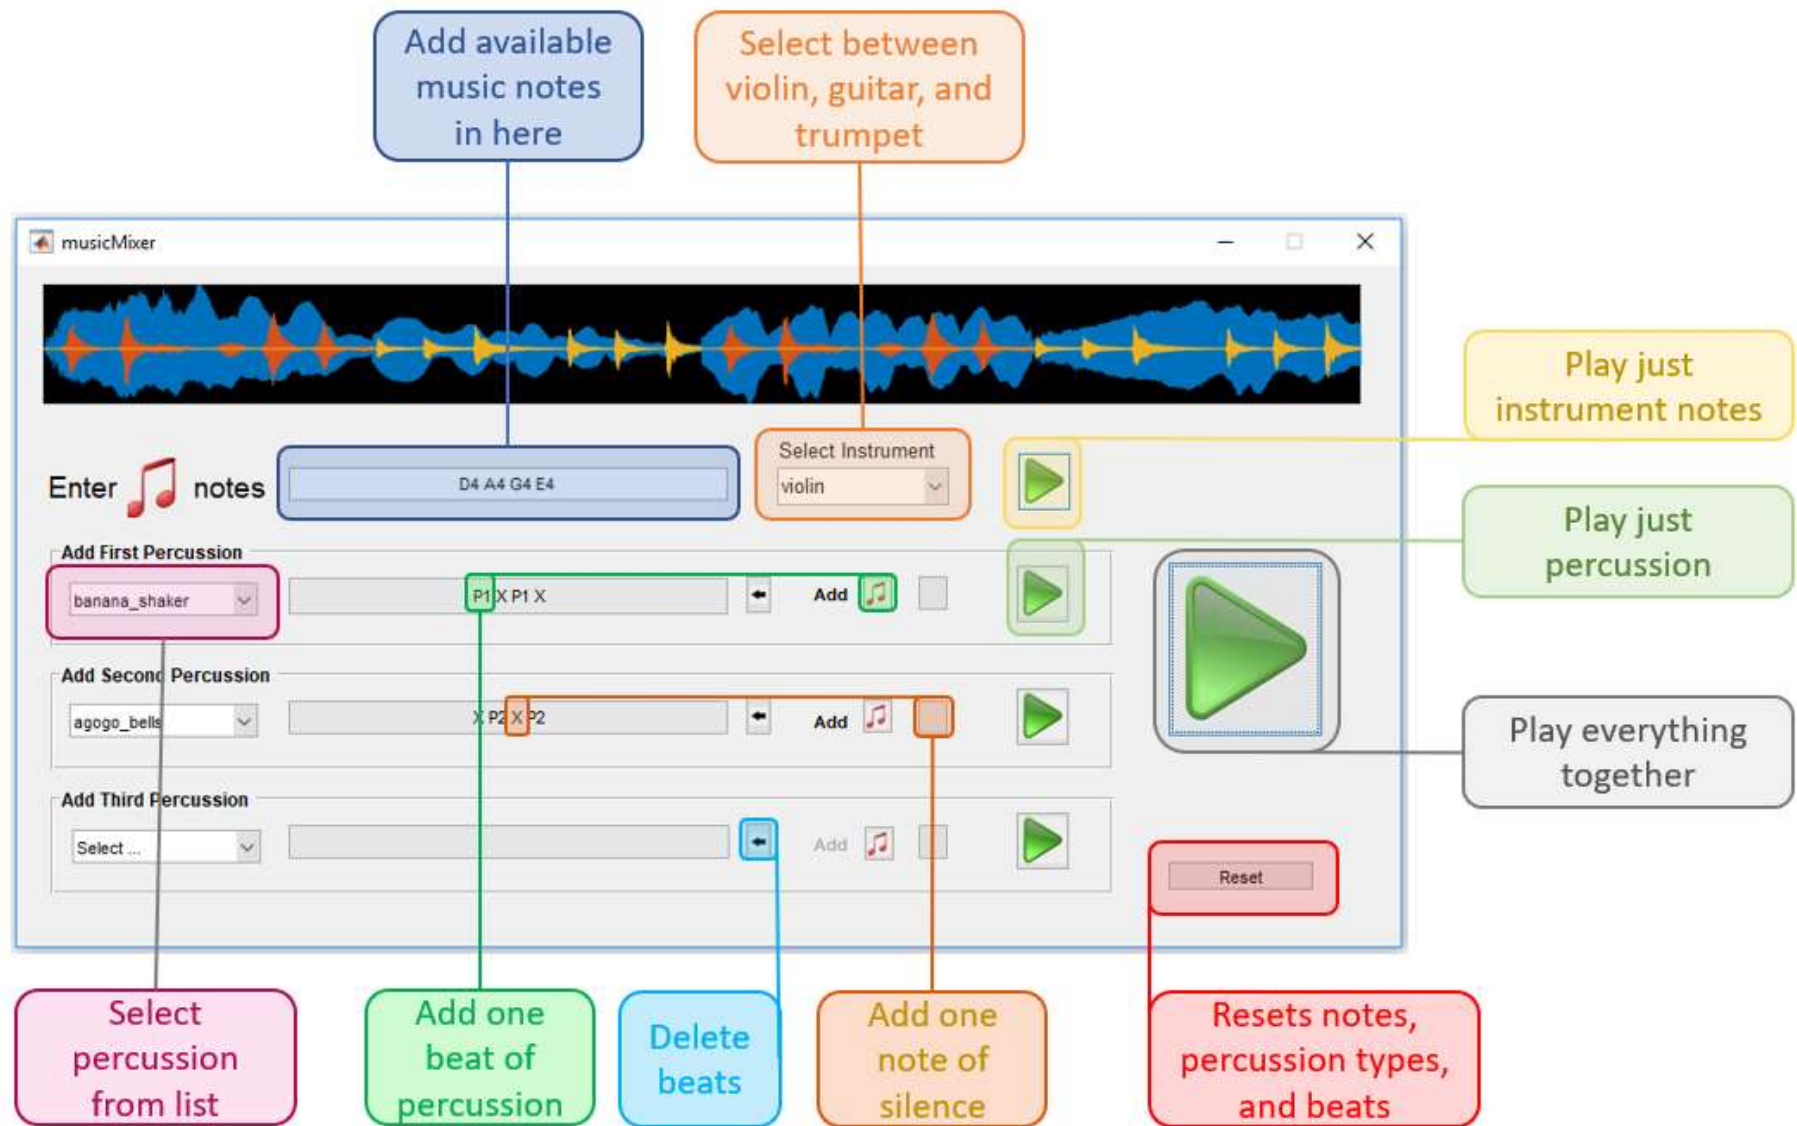 Add available
music notes
in here
Select between
violin, guitar, and
trumpet
musicMixer
Play just
instrument notes
Enter notes
D4 A4 G4 E4
Select Instrument
violin
Play just
percussion
Add First Percussion
banana_shaker
P1 X P1 X
Add
Add Second Percussion
agogo_bells
X P2 X P2
Add
Play everything
together
Add Third Percussion
Select ...
Add
Reset
Select
percussion
from list
Add one
beat of
percussion
Delete
beats
Add one
note of
silence
Resets notes,
percussion types,
and beats